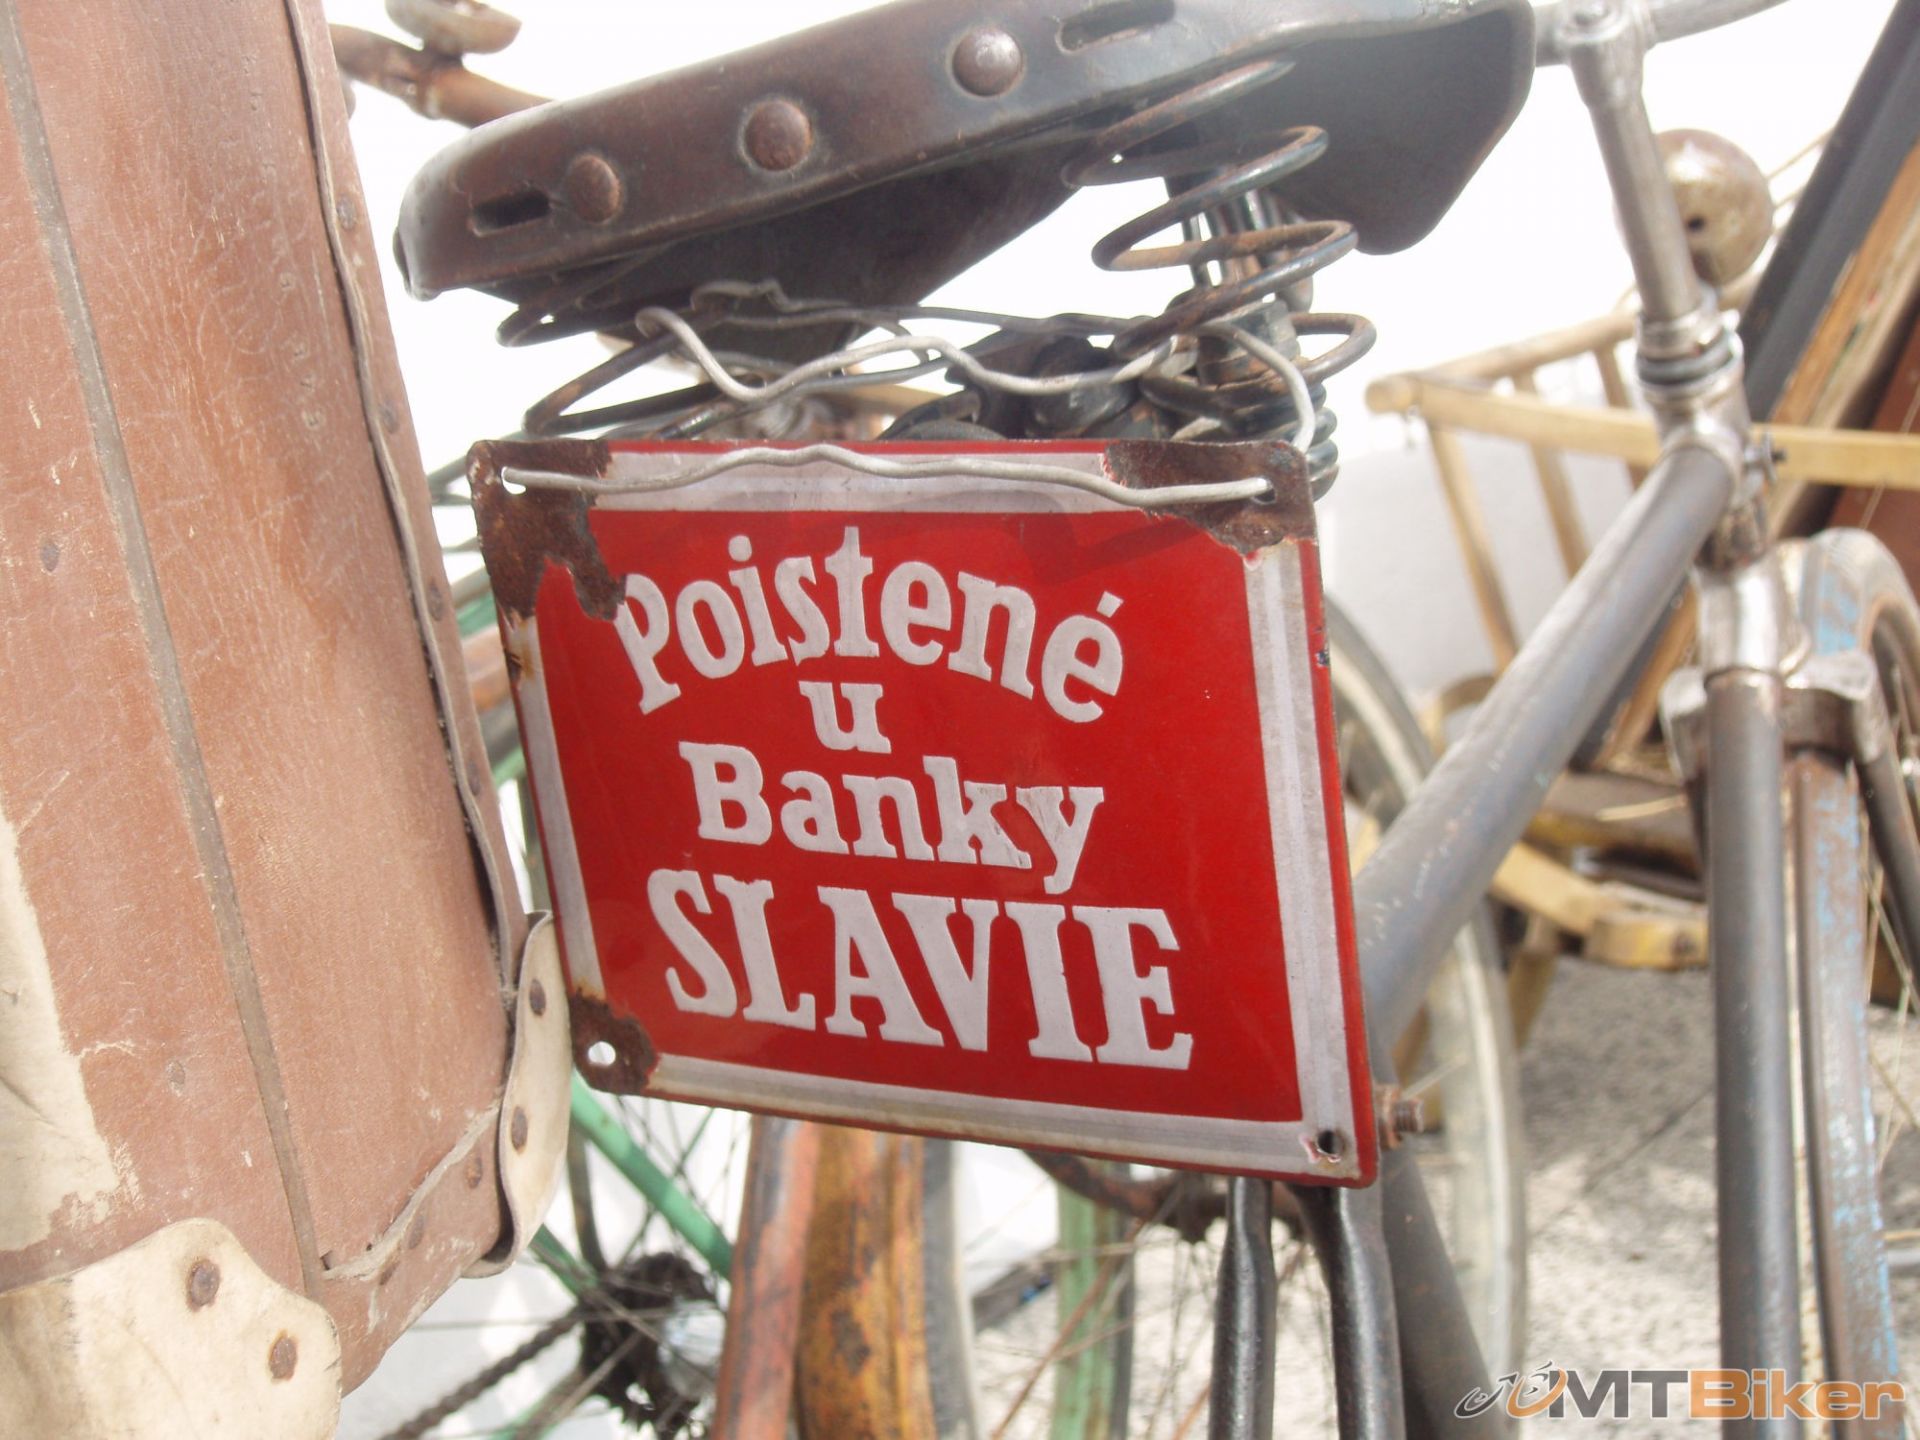 Poistené
u
Banky
SLAVIE
MTBiker